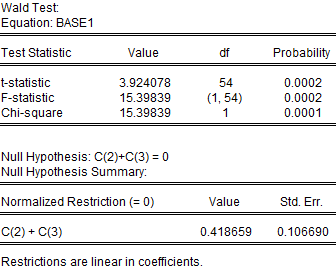 Wald Test:
Equation: BASE1
Test Statistic Value df Probability
t-statistic 3.924078 54 0.0002
F-statistic 15.39839 (1, 54) 0.0002
Chi-square 15.39839 1 0.0001
Null Hypothesis: C(2)+C(3) = 0
Null Hypothesis Summary:
Normalized Restriction (= 0) Value Std. Err.
C(2) + C(3) 0.418659 0.106690
Restrictions are linear in coefficients.